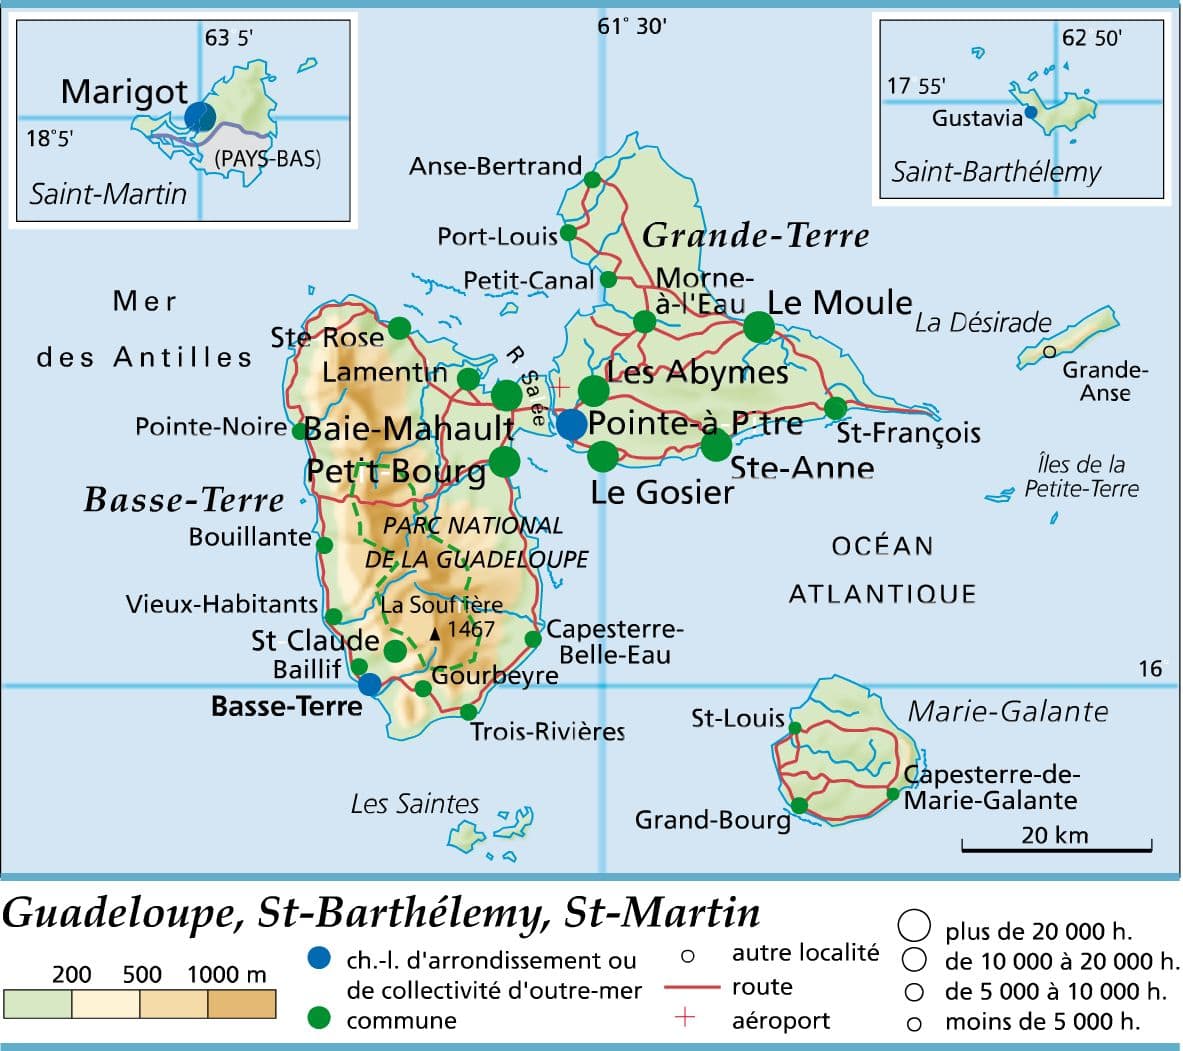 63 5'
Marigot
18°5'
(PAYS-BAS)
Saint-Martin
61° 30'
62 50'
17 55'
Gustavia
Saint-Barthélemy
Anse-Bertrand
Port-Louis
Grande-Terre
Petit-Canal
Morne-
à-l'Eau
Le Moule
Mer
des Antilles
Ste Rose
Lamentin
R. Salée
Les Abymes
La Désirade
Grande-
Anse
Pointe-Noire
Baie-Mahault
Pointe-à Pitre
St-François
Petit-Bourg
Ste-Anne
Le Gosier
Îles de la
Petite-Terre
Basse-Terre
Bouillante
PARC NATIONAL
DE LA GUADELOUPE
OCÉAN
ATLANTIQUE
Vieux-Habitants
La Soufrière
1467
St Claude
Capesterre-
Belle-Eau
Baillif
Gourbeyre
16
Basse-Terre
Trois-Rivières
St-Louis
Marie-Galante
Capesterre-de-
Marie-Galante
Les Saintes
Grand-Bourg
20 km
Guadeloupe, St-Barthélemy, St-Martin
200 500 1000 m
ch.-l. d'arrondissement ou
de collectivité d'outre-mer
commune
autre localité
route
aéroport
plus de 20 000 h.
de 10 000 à 20 000 h.
de 5 000 à 10 000 h.
moins de 5 000 h.